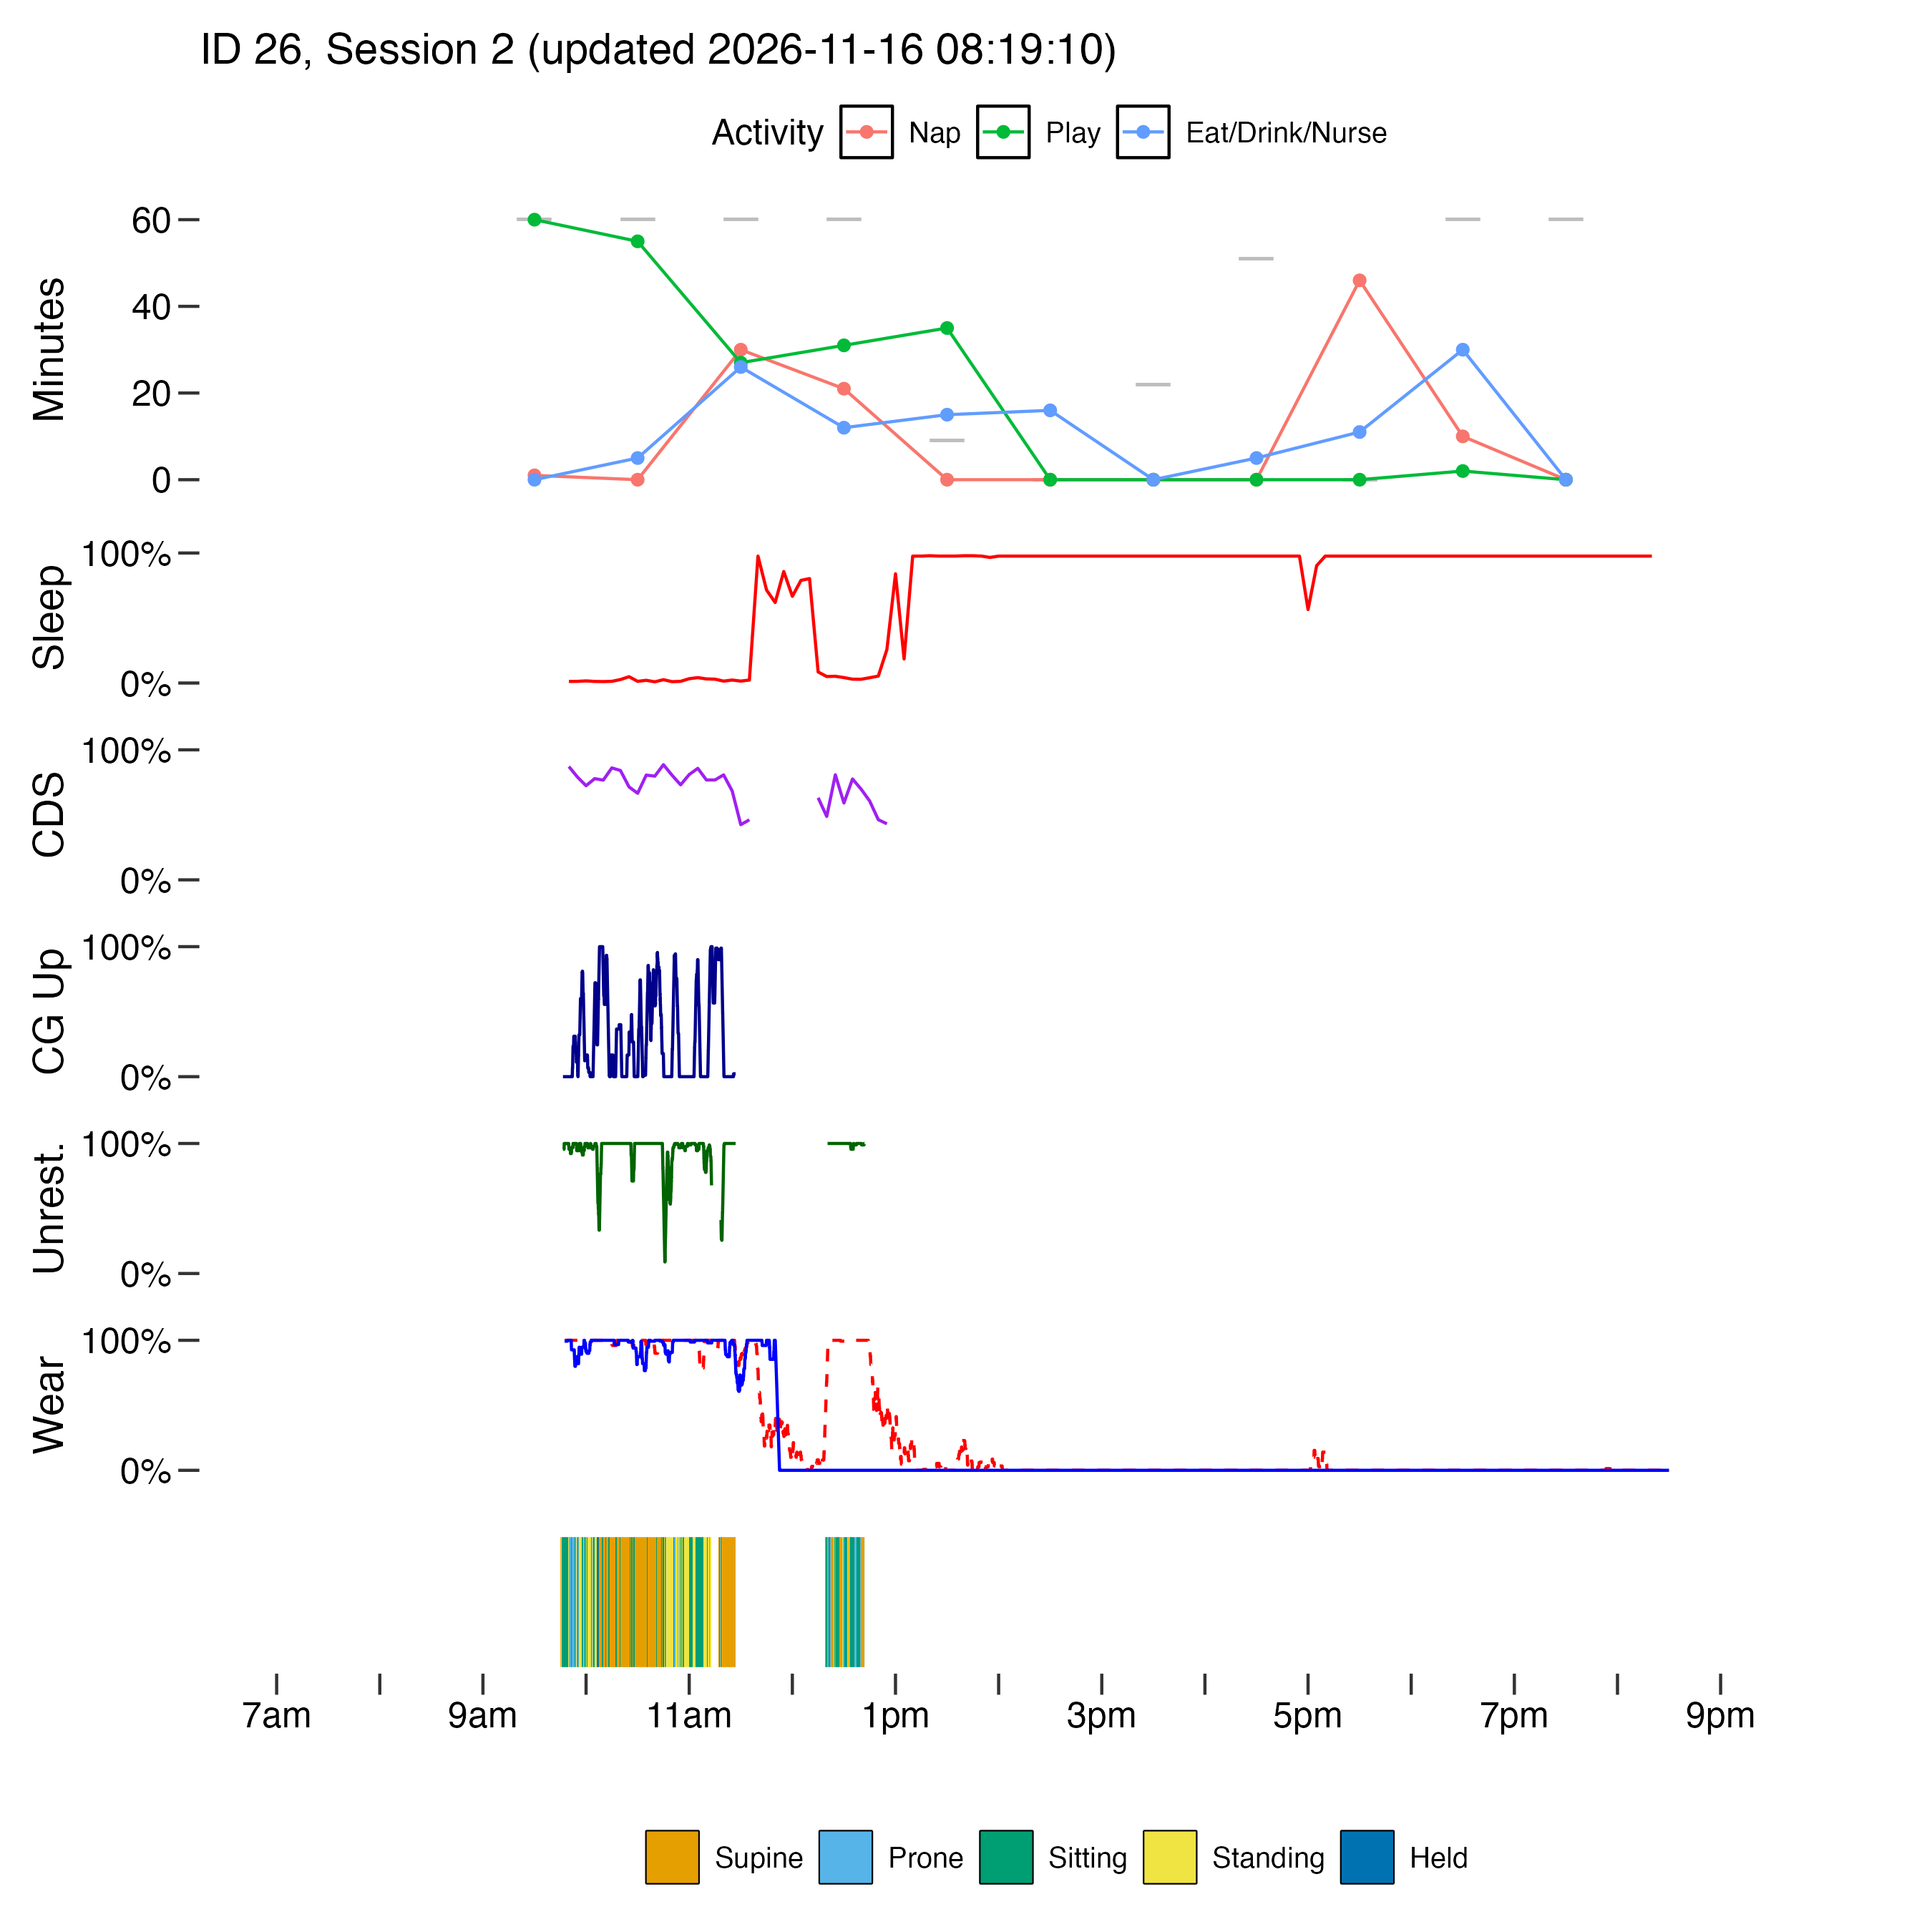 ID 26, Session 2 (updated 2026-11-16 08:19:10)
Activity Nap Play Eat/Drink/Nurse
Minutes
60
40
20
0
Sleep
100%
0%
CDS
100%
0%
CG Up
100%
0%
Unrest.
100%
0%
Wear
100%
0%
7am 9am 11am 1pm 3pm 5pm 7pm 9pm
Supine Prone Sitting Standing Held